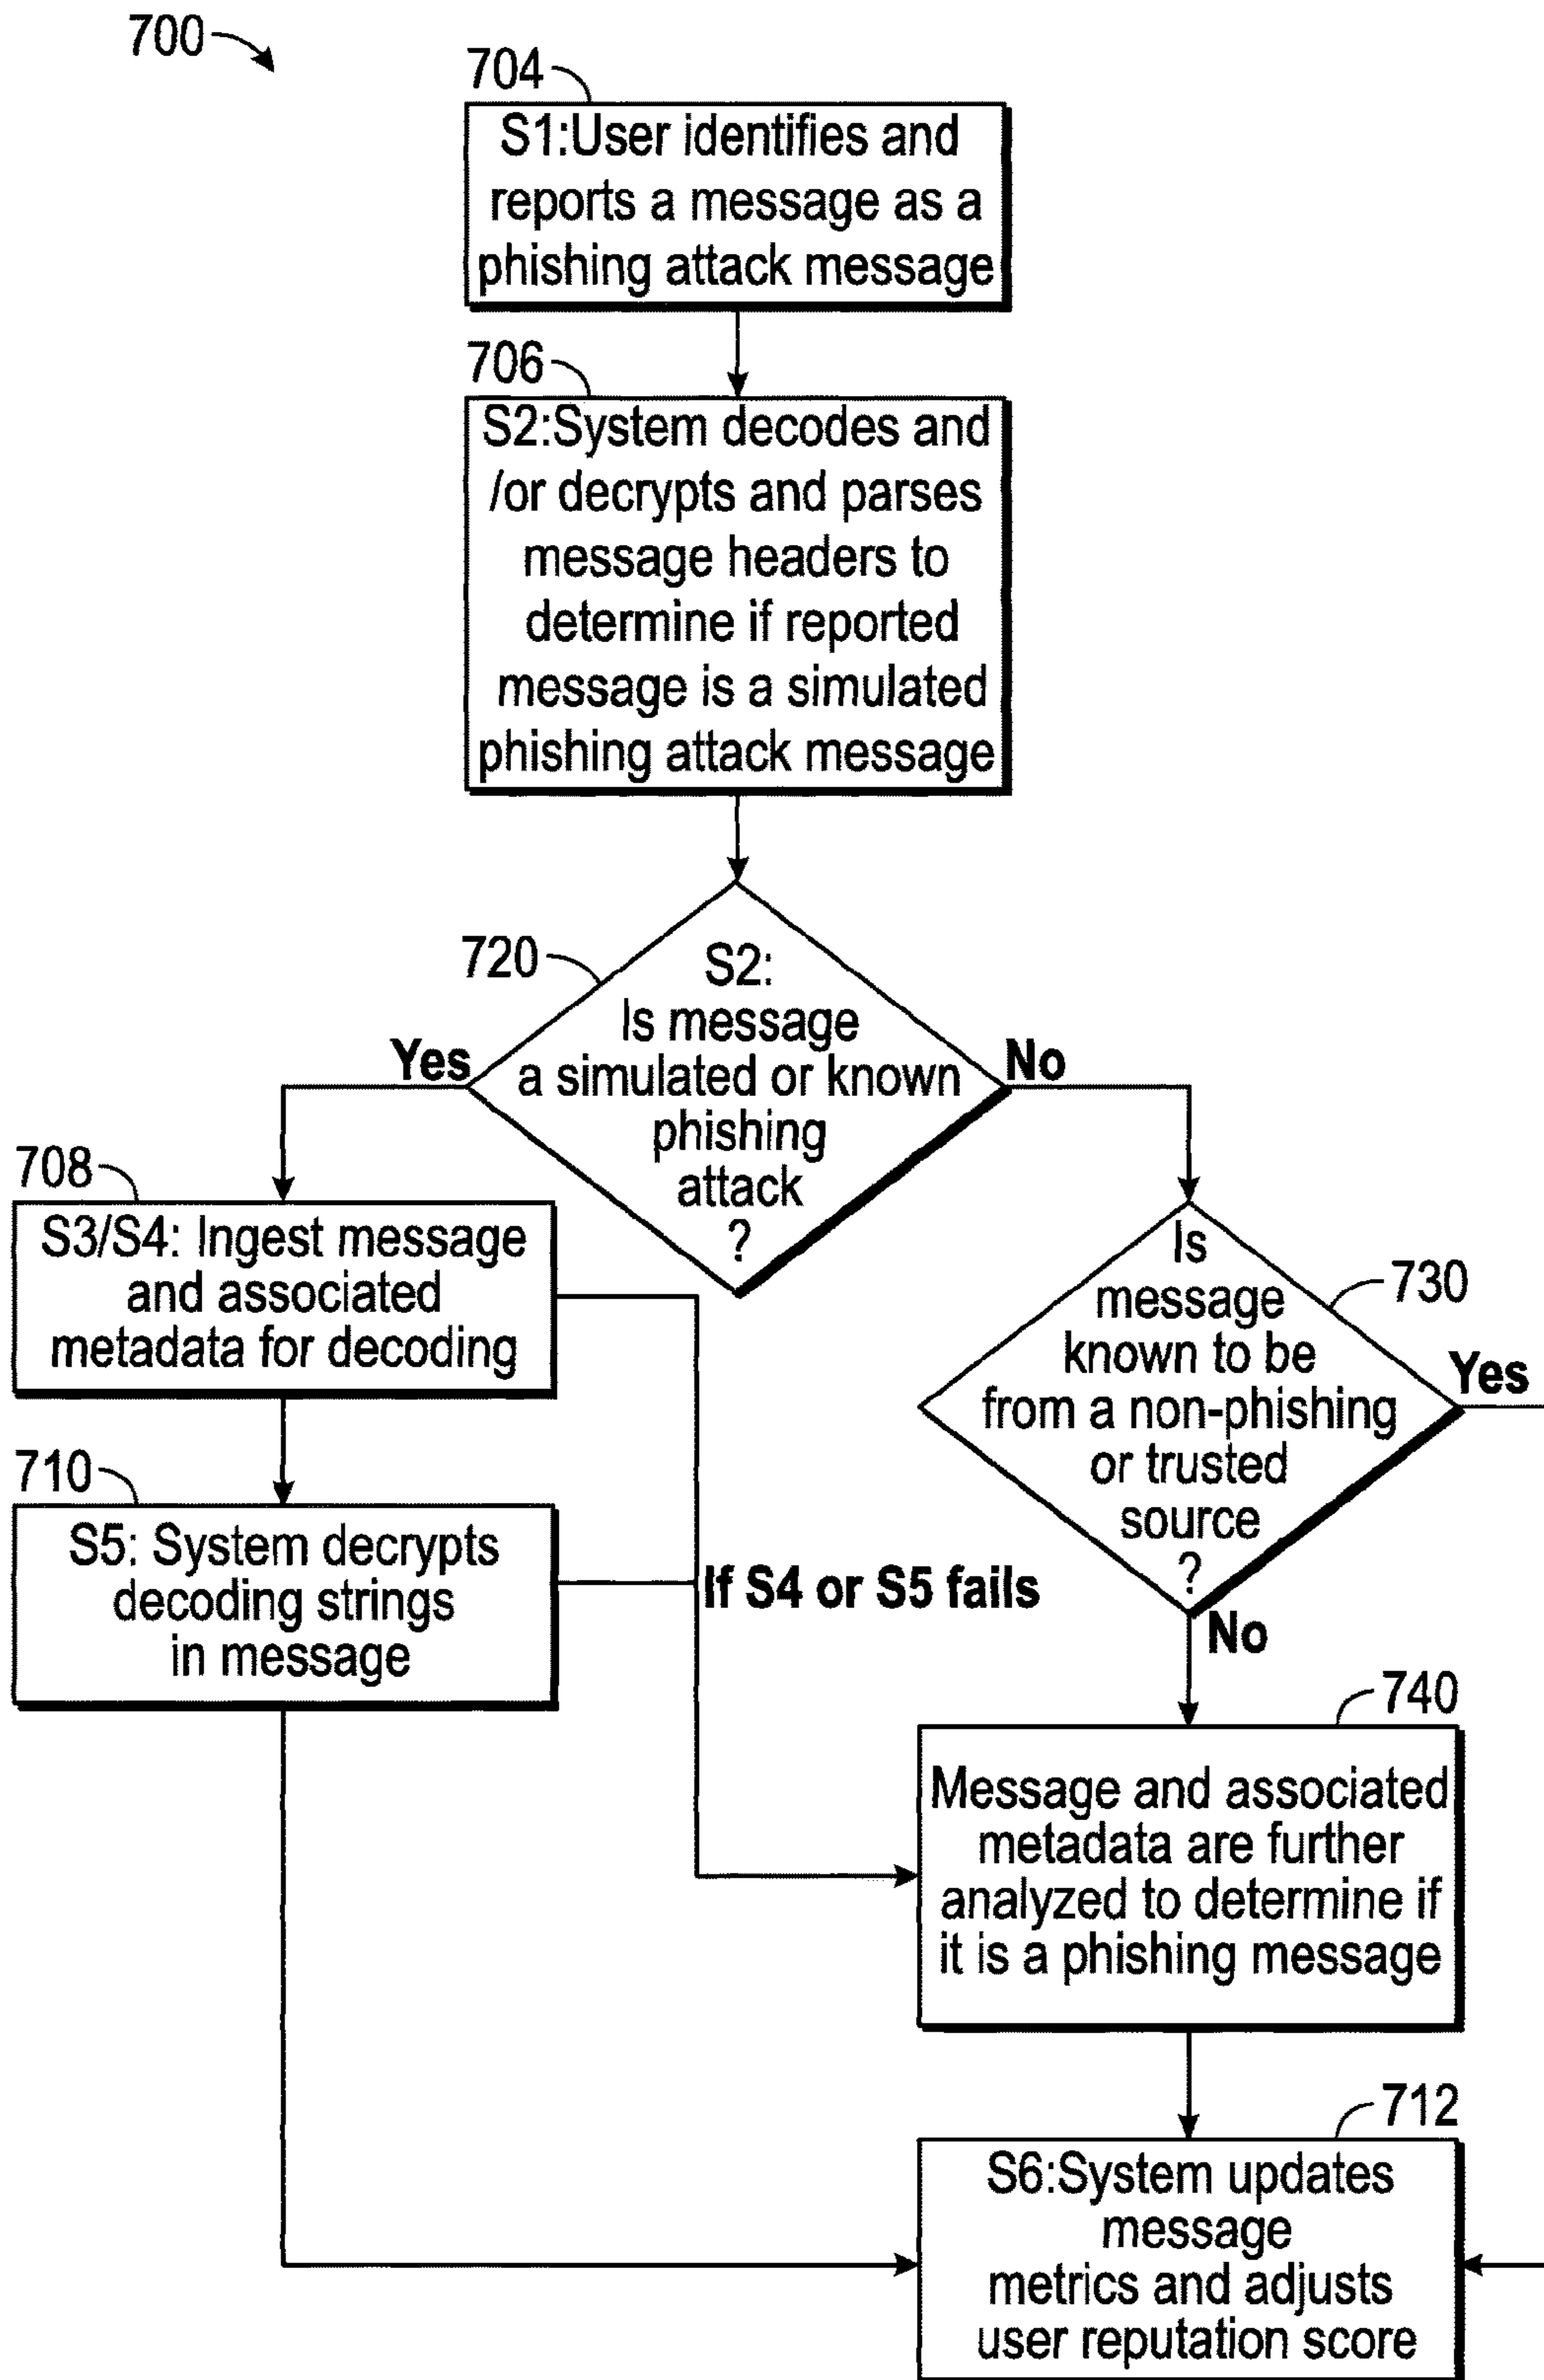 700
704
S1:User identifies and
reports a message as a
phishing attack message
706
S2:System decodes and
/or decrypts and parses
message headers to
determine if reported
message is a simulated
phishing attack message
720
S2:
Is message
a simulated or known
phishing
attack
?
Yes
No
708
S3/S4: Ingest message
and associated
metadata for decoding
710
S5: System decrypts
decoding strings
in message
If S4 or S5 fails
730
Is
message
known to be
from a non-phishing
or trusted
source
?
Yes
No
740
Message and associated
metadata are further
analyzed to determine if
it is a phishing message
712
S6:System updates
message
metrics and adjusts
user reputation score